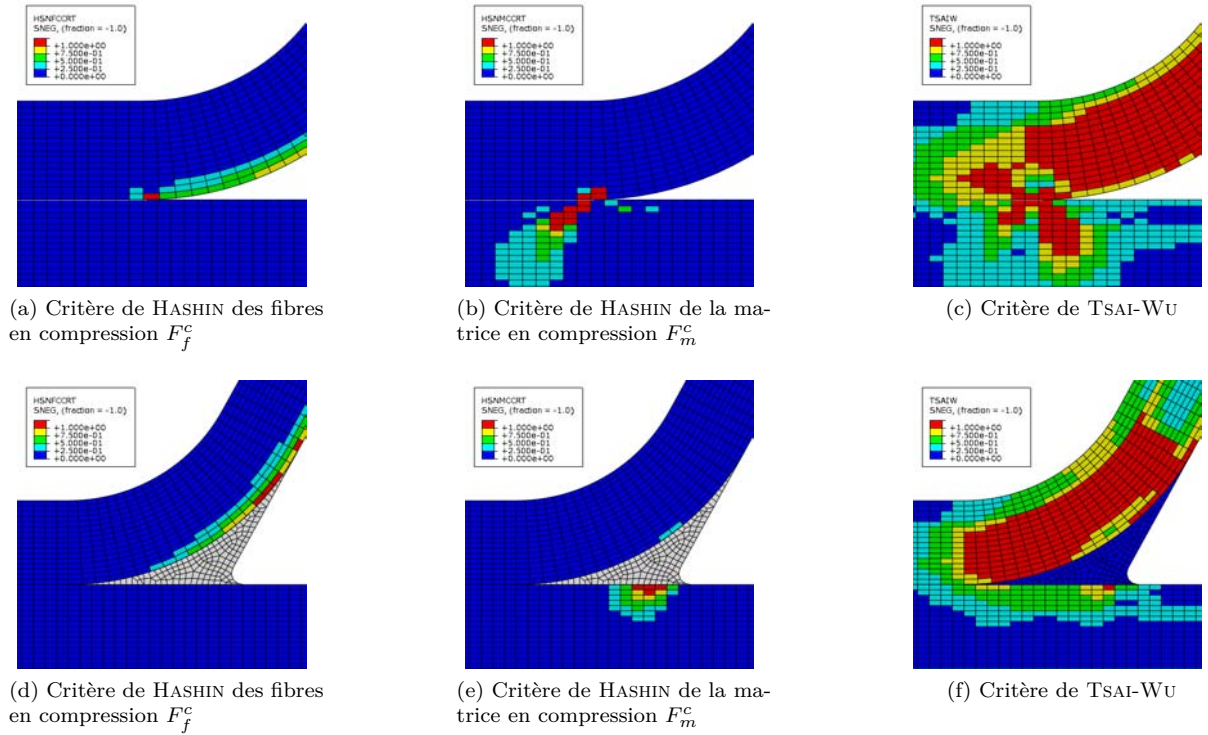 HSNFCCRT
SNEG, (fraction = -1.0)
+1.000e+00
+7.500e-01
+5.000e-01
+2.500e-01
+0.000e+00
HSNMCCRT
SNEG, (fraction = -1.0)
+1.000e+00
+7.500e-01
+5.000e-01
+2.500e-01
+0.000e+00
TSAIW
SNEG, (fraction = -1.0)
+1.000e+00
+7.500e-01
+5.000e-01
+2.500e-01
+0.000e+00
(a) Critère de HASHIN des fibres
en compression $F_f^c$
(b) Critère de HASHIN de la ma-
trice en compression $F_m^c$
(c) Critère de TSAI-WU
HSNFCCRT
SNEG, (fraction = -1.0)
+1.000e+00
+7.500e-01
+5.000e-01
+2.500e-01
+0.000e+00
HSNMCCRT
SNEG, (fraction = -1.0)
+1.000e+00
+7.500e-01
+5.000e-01
+2.500e-01
+0.000e+00
TSAIW
SNEG, (fraction = -1.0)
+1.000e+00
+7.500e-01
+5.000e-01
+2.500e-01
+0.000e+00
(d) Critère de HASHIN des fibres
en compression $F_f^c$
(e) Critère de HASHIN de la ma-
trice en compression $F_m^c$
(f) Critère de TSAI-WU